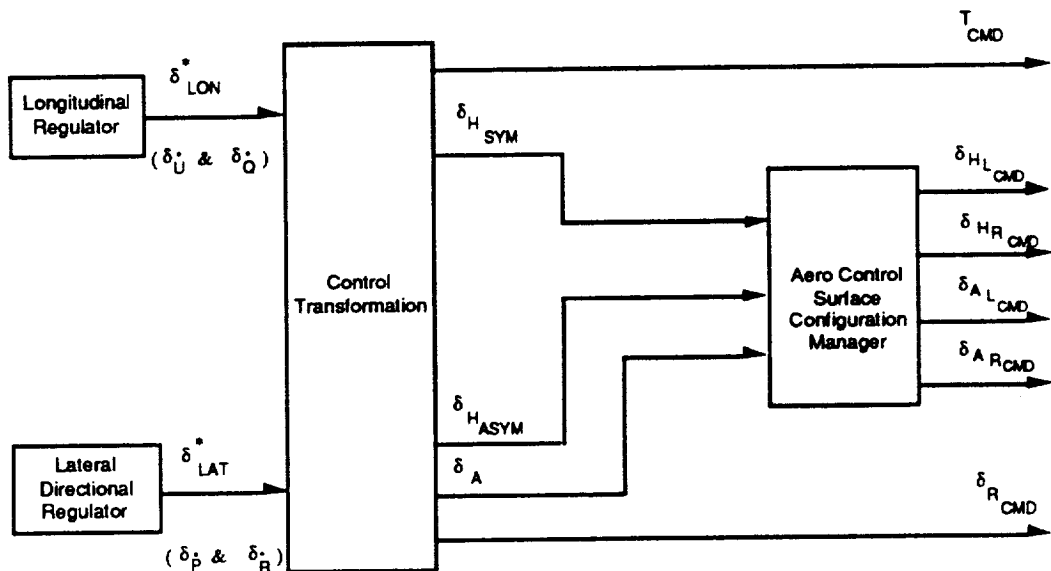 T_CMD
Longitudinal
Regulator
δ*_LON
(δ_U̇ & δ_Q̇)
δ_H_SYM
Control
Transformation
Aero Control
Surface
Configuration
Manager
δ_H_L_CMD
δ_H_R_CMD
δ_A_L_CMD
δ_A_R_CMD
δ_H_ASYM
δ_A
Lateral
Directional
Regulator
δ*_LAT
(δ_Ṗ & δ_Ṙ)
δ_R_CMD